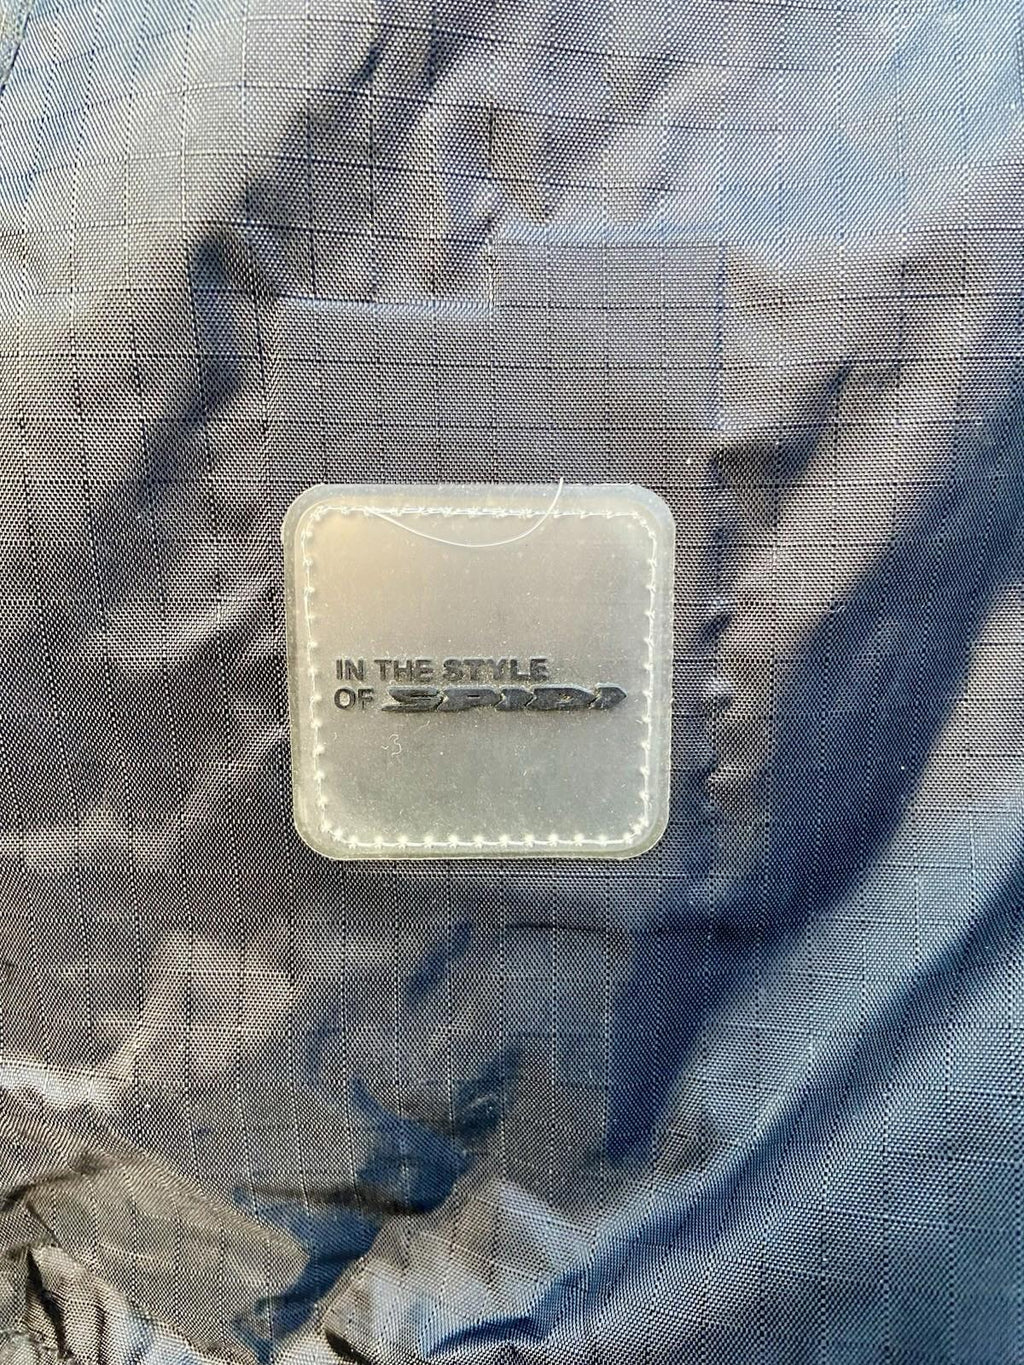 IN THE STYLE
OF SPIDI